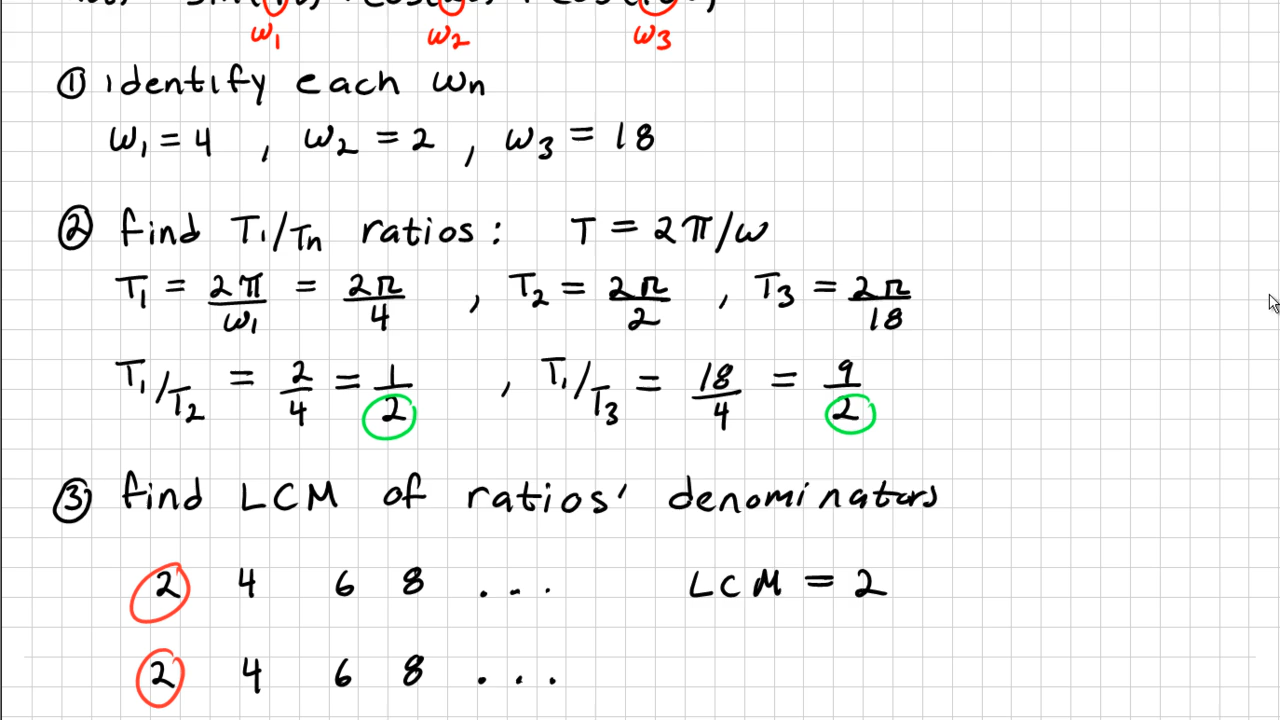 ω1 ω2 ω3
① identify each ωn
ω1 = 4 , ω2 = 2 , ω3 = 18
② find T1/Tn ratios: T = 2π/ω
T1 = 2π/ω1 = 2π/4 , T2 = 2π/2 , T3 = 2π/18
T1/T2 = 2/4 = 1/2 , T1/T3 = 18/4 = 9/2
③ find LCM of ratios' denominators
2 4 6 8 ... LCM = 2
2 4 6 8 ...